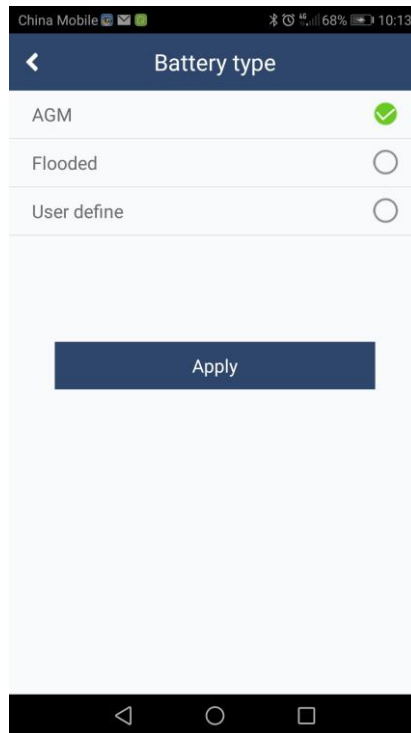 China Mobile 68% 10:13
Battery type
AGM
Flooded
User define
Apply